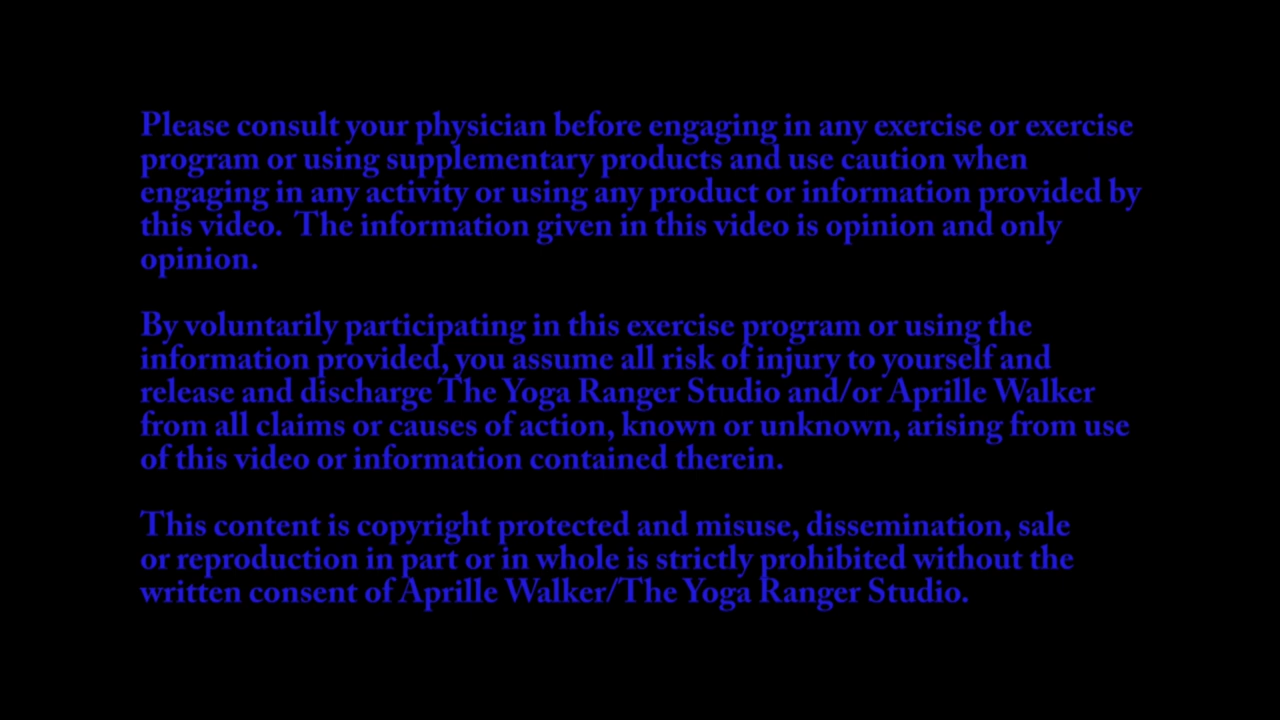 Please consult your physician before engaging in any exercise or exercise
program or using supplementary products and use caution when
engaging in any activity or using any product or information provided by
this video.  The information given in this video is opinion and only
opinion.
By voluntarily participating in this exercise program or using the
information provided, you assume all risk of injury to yourself and
release and discharge The Yoga Ranger Studio and/or Aprille Walker
from all claims or causes of action, known or unknown, arising from use
of this video or information contained therein.
This content is copyright protected and misuse, dissemination, sale
or reproduction in part or in whole is strictly prohibited without the
written consent of Aprille Walker/The Yoga Ranger Studio.